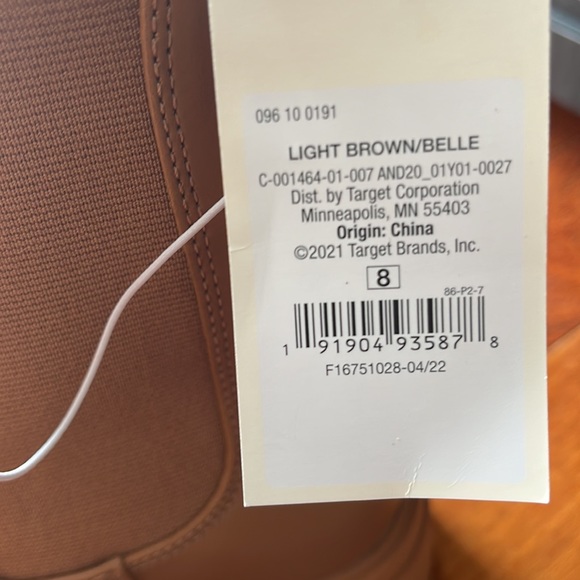 096 10 0191
LIGHT BROWN/BELLE
C-001464-01-007 AND20_01Y01-0027
Dist. by Target Corporation
Minneapolis, MN 55403
Origin: China
©2021 Target Brands, Inc.
8
86-P2-7
1 91904 93587 8
F16751028-04/22